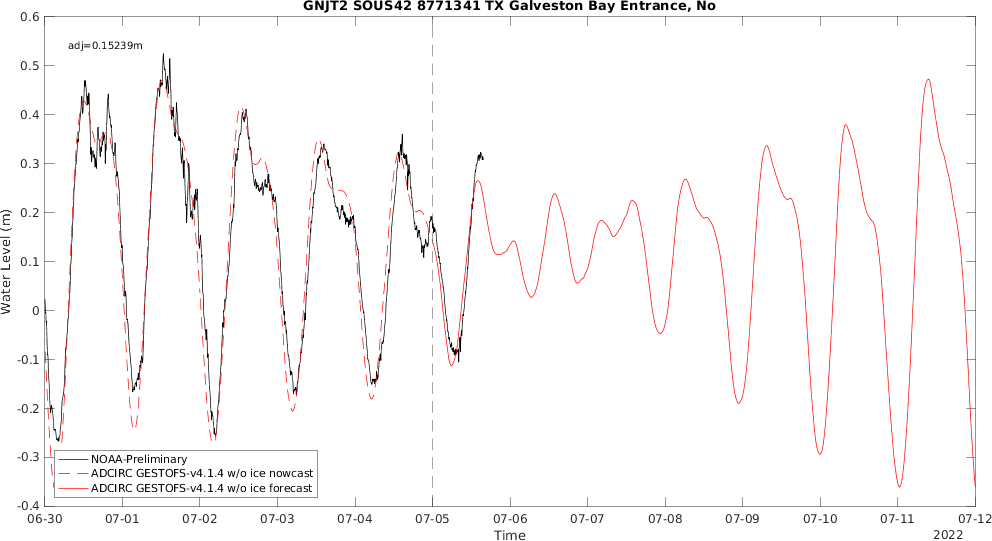 GNJT2 SOUS42 8771341 TX Galveston Bay Entrance, No
adj=0.15239m
0.6
0.5
0.4
0.3
0.2
0.1
0
-0.1
-0.2
-0.3
-0.4
Water Level (m)
NOAA-Preliminary
ADCIRC GESTOFS-v4.1.4 w/o ice nowcast
ADCIRC GESTOFS-v4.1.4 w/o ice forecast
06-30 07-01 07-02 07-03 07-04 07-05 07-06 07-07 07-08 07-09 07-10 07-11 07-12
Time
2022